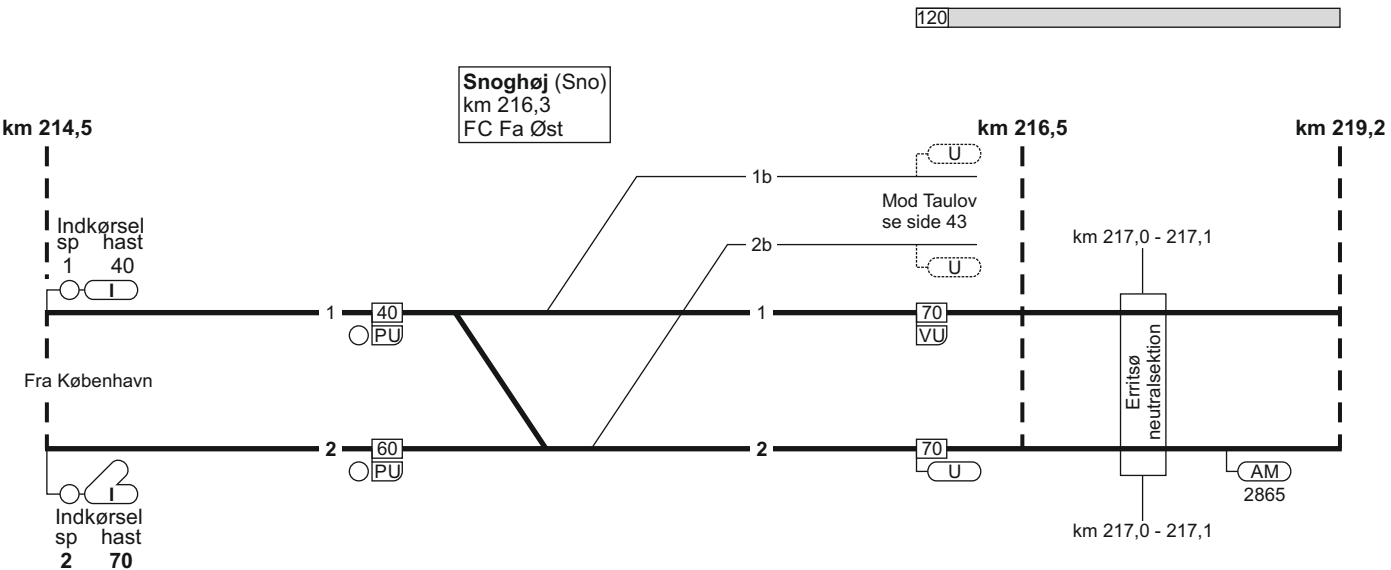 120
Snoghøj (Sno)
km 216,3
FC Fa Øst
km 214,5
km 216,5
km 219,2
U
1b
Mod Taulov
se side 43
2b
U
km 217,0 - 217,1
Indkørsel
sp hast
1 40
I
1 40 1 70
PU VU
Fra København
Erritsø
neutralsektion
2 60 2 70
PU U AM
2865
I
Indkørsel
sp hast
2 70
km 217,0 - 217,1